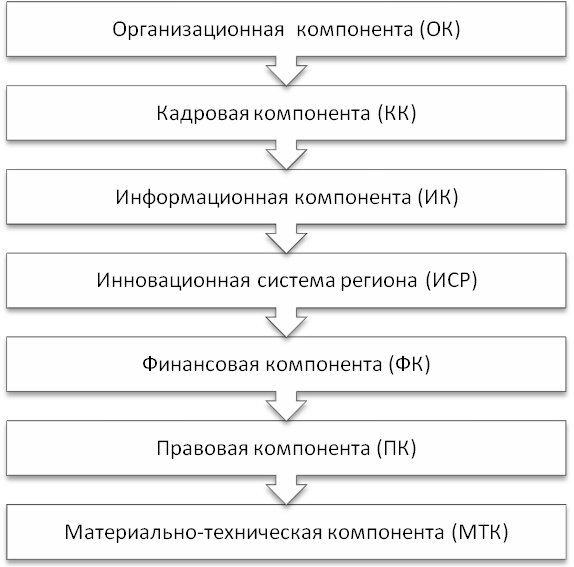 Организационная компонента (ОК)
Кадровая компонента (КК)
Информационная компонента (ИК)
Инновационная система региона (ИСР)
Финансовая компонента (ФК)
Правовая компонента (ПК)
Материально-техническая компонента (МТК)